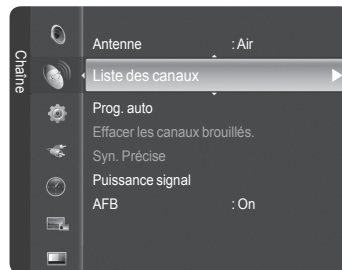 Chaîne
Antenne : Air
Liste des canaux
Prog. auto
Effacer les canaux brouillés.
Syn. Précise
Puissance signal
AFB : On